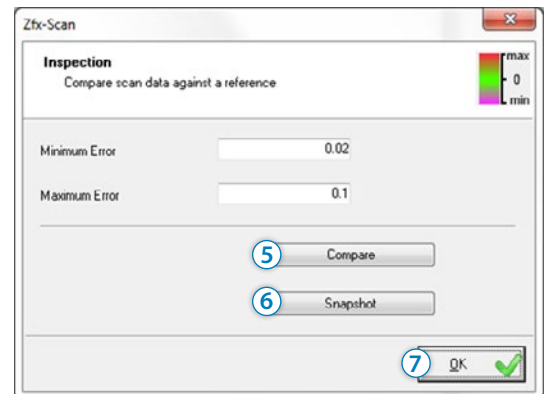 Zfx-Scan
Inspection
Compare scan data against a reference
max
0
min
Minimum Error 0.02
Maximum Error 0.1
5 Compare
6 Snapshot
7 OK